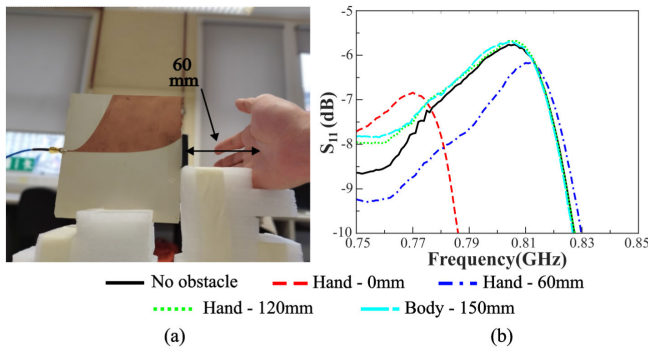 60
mm
-5
-6
-7
-8
-9
-10
S11 (dB)
0.75 0.77 0.79 0.81 0.83 0.85
Frequency(GHz)
No obstacle Hand - 0mm Hand - 60mm
Hand - 120mm Body - 150mm
(a) (b)